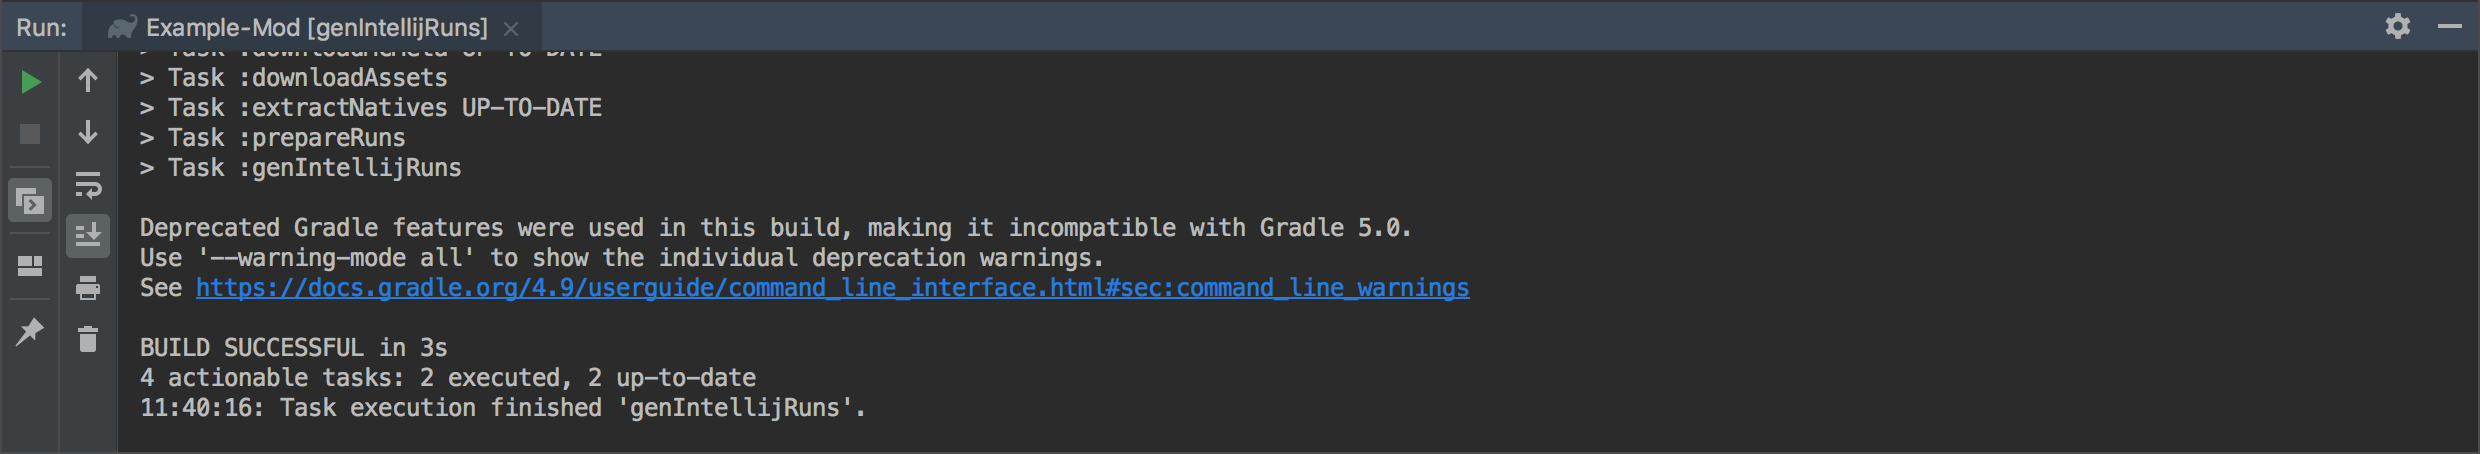 Run: Example-Mod [genIntellijRuns]
> Task :downloadMcMeta UP-TO-DATE
> Task :downloadAssets
> Task :extractNatives UP-TO-DATE
> Task :prepareRuns
> Task :genIntellijRuns
Deprecated Gradle features were used in this build, making it incompatible with Gradle 5.0.
Use '--warning-mode all' to show the individual deprecation warnings.
See https://docs.gradle.org/4.9/userguide/command_line_interface.html#sec:command_line_warnings
BUILD SUCCESSFUL in 3s
4 actionable tasks: 2 executed, 2 up-to-date
11:40:16: Task execution finished 'genIntellijRuns'.